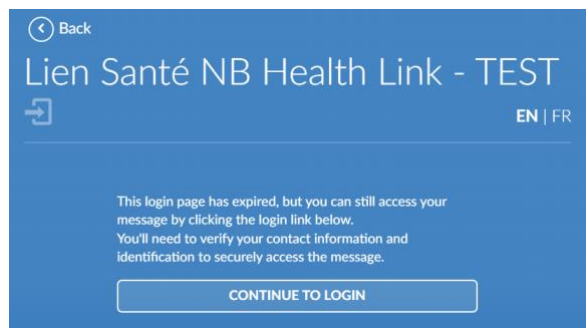 Back
Lien Santé NB Health Link - TEST
EN | FR
This login page has expired, but you can still access your
message by clicking the login link below.
You'll need to verify your contact information and
identification to securely access the message.
CONTINUE TO LOGIN